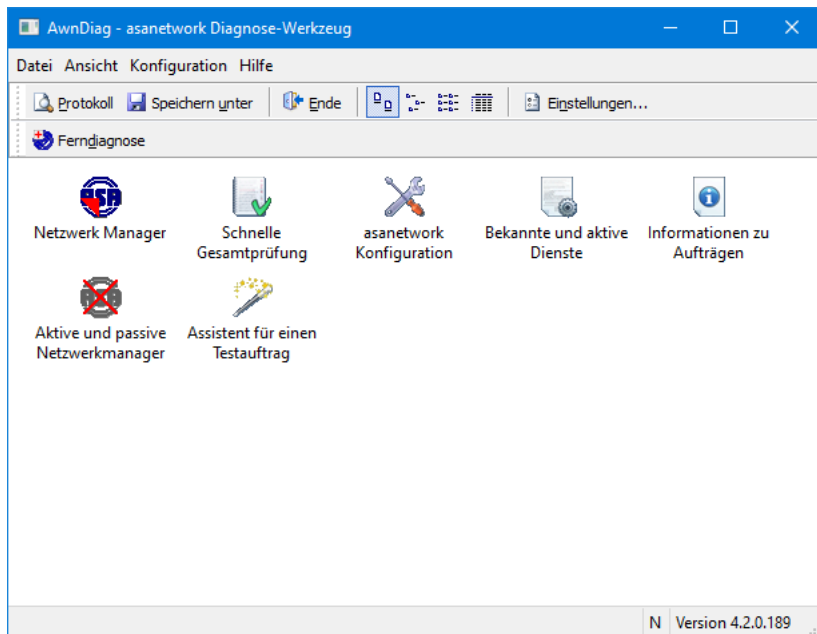 AwnDiag - asanetwork Diagnose-Werkzeug
Datei Ansicht Konfiguration Hilfe
Protokoll Speichern unter Ende Einstellungen...
Ferndiagnose
Netzwerk Manager
Schnelle
Gesamtprüfung
asanetwork
Konfiguration
Bekannte und aktive
Dienste
Informationen zu
Aufträgen
Aktive und passive
Netzwerkmanager
Assistent für einen
Testauftrag
N Version 4.2.0.189